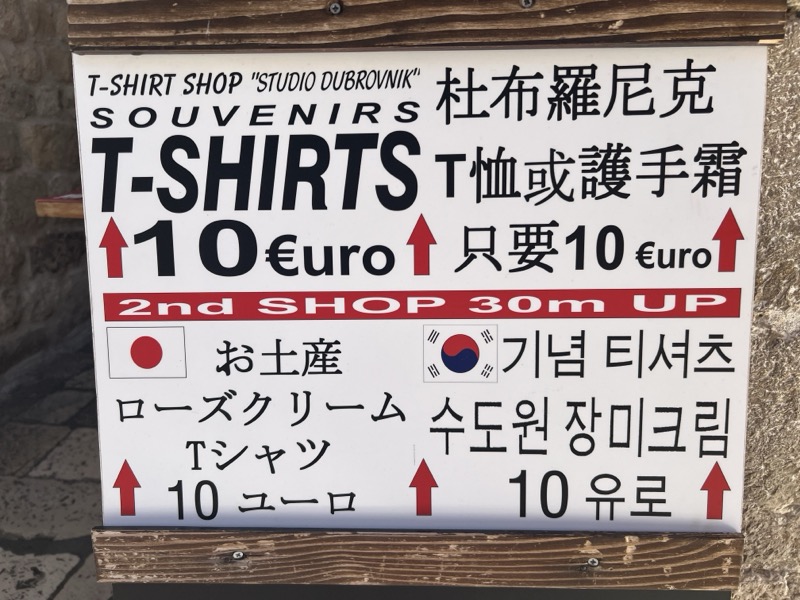 T-SHIRT SHOP "STUDIO DUBROVNIK"
SOUVENIRS
T-SHIRTS
10 €uro
杜布羅尼克
T恤或護手霜
只要10 €uro
2nd SHOP 30m UP
お土産
ローズクリーム
Tシャツ
10 ユーロ
기념 티셔츠
수도원 장미크림
10 유로